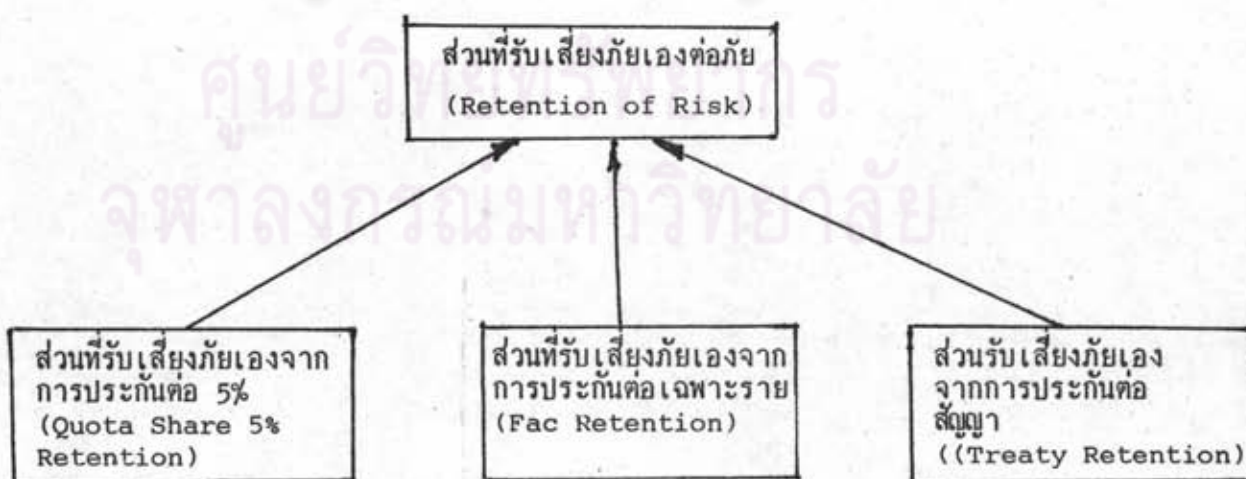 ส่วนที่รับเสี่ยงภัยเองต่อภัย
(Retention of Risk)
ศูนย์วิทยทรัพยากร
จุฬาลงกรณ์มหาวิทยาลัย
ส่วนที่รับเสี่ยงภัยเองจาก
การประกันต่อ 5%
(Quota Share 5%
Retention)
ส่วนที่รับเสี่ยงภัยเองจาก
การประกันต่อเฉพาะราย
(Fac Retention)
ส่วนรับเสี่ยงภัยเอง
จากการประกันต่อ
สัญญา
((Treaty Retention)